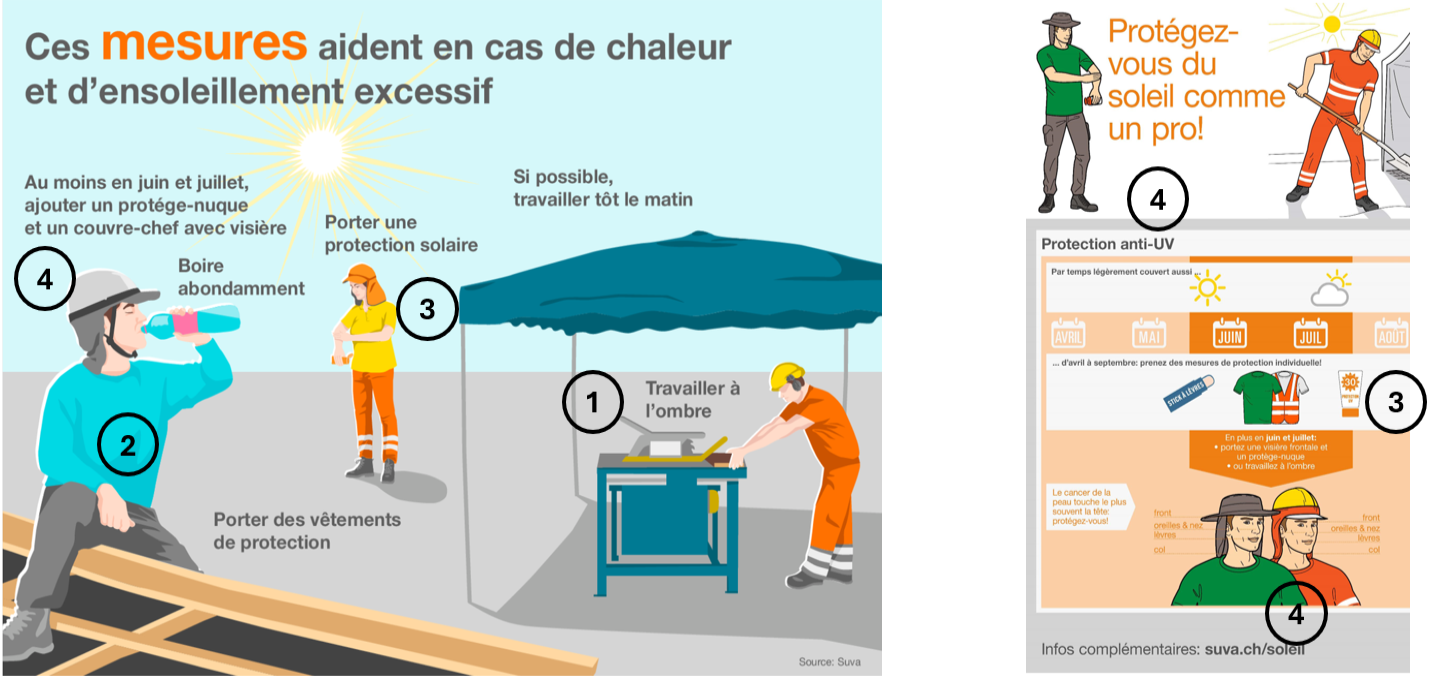 Ces mesures aident en cas de chaleur
et d'ensoleillement excessif
Au moins en juin et juillet,
ajouter un protége-nuque
et un couvre-chef avec visière
4
Boire
abondamment
Porter une
protection solaire
3
Si possible,
travailler tôt le matin
1
Travailler à
l'ombre
2
Porter des vêtements
de protection
Source: Suva
Protégez-
vous du
soleil comme
un pro!
4
Protection anti-UV
Par temps légèrement couvert aussi ...
AVRIL
MAI
JUIN
JUIL
AOÛT
... d'avril à septembre: prenez des mesures de protection individuelle!
STICK À LÈVRES
30
3
En plus en juin et juillet:
• portez une visière frontale et
un protège-nuque
• ou travaillez à l'ombre
Le cancer de la
peau touche le plus
souvent la tête:
protégez-vous!
front
oreilles & nez
lèvres
col
front
oreilles & nez
lèvres
col
4
Infos complémentaires: suva.ch/soleil